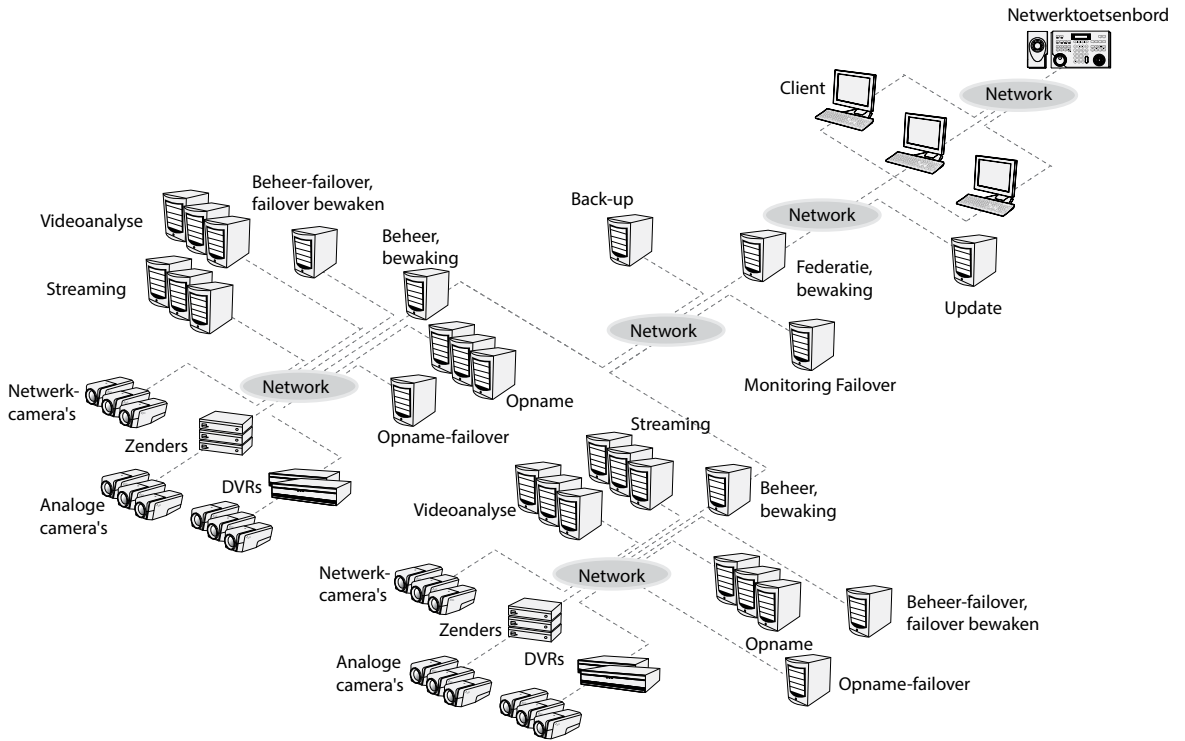 Netwerktoetsenbord
Client
Network
Beheer-failover,
failover bewaken
Back-up
Videoanalyse
Network
Beheer,
bewaking
Federatie,
bewaking
Streaming
Update
Network
Monitoring Failover
Network
Netwerk-
camera's
Opname
Opname-failover
Zenders
Streaming
DVRs
Analoge
camera's
Videoanalyse
Beheer,
bewaking
Network
Netwerk-
camera's
Beheer-failover,
failover bewaken
Zenders
Opname
DVRs
Analoge
camera's
Opname-failover